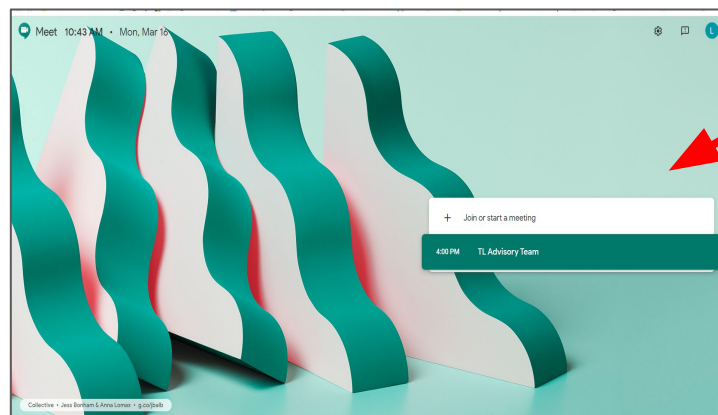 Meet 10:43 AM • Mon, Mar 16
L
+ Join or start a meeting
4:00 PM TL Advisory Team
Collective • Jess Bonham & Anna Lomax • g.co/jbalb